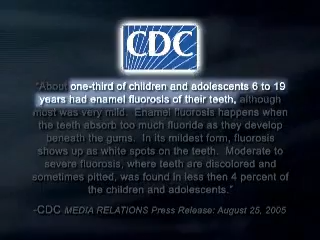 CDC
"About one-third of children and adolescents 6 to 19
years had enamel fluorosis of their teeth, although
most was very mild.  Enamel fluorosis happens when
the teeth absorb too much fluoride as they develop
beneath the gums.  In its mildest form, fluorosis
shows up as white spots on the teeth.  Moderate to
severe fluorosis, where teeth are discolored and
sometimes pitted, was found in less then 4 percent of
the children and adolescents."
-CDC MEDIA RELATIONS Press Release: August 25, 2005